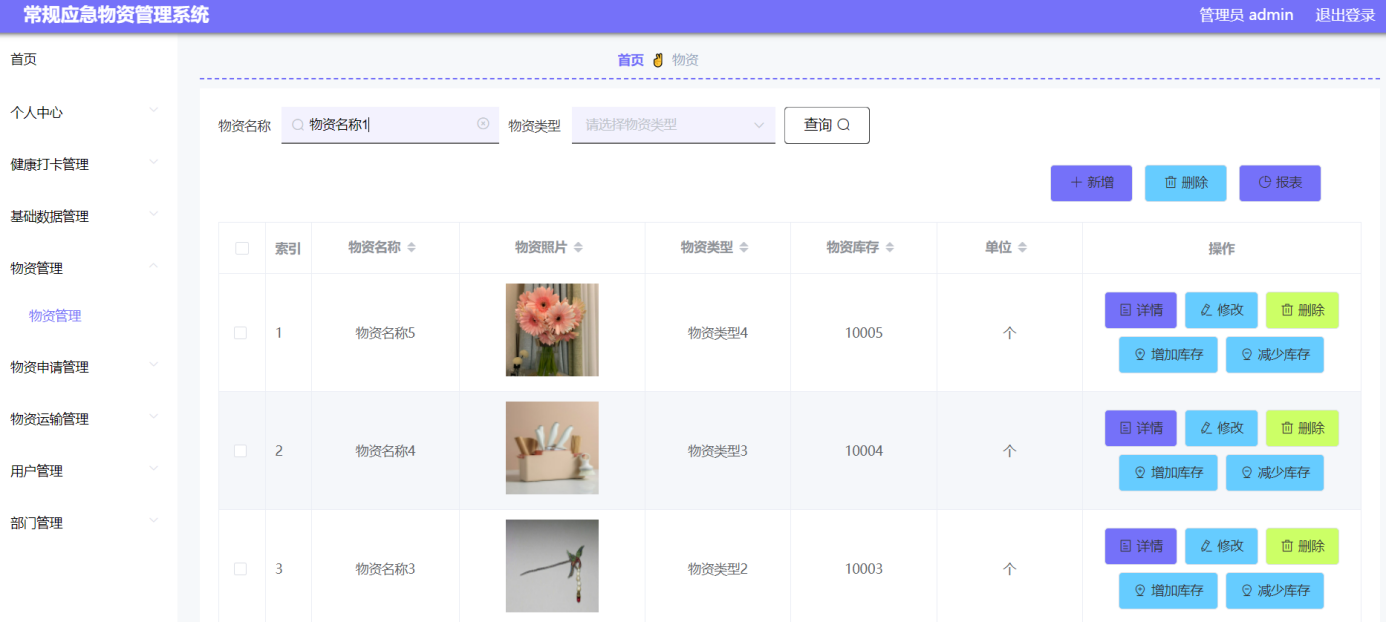 常规应急物资管理系统 管理员 admin 退出登录
首页
个人中心
健康打卡管理
基础数据管理
物资管理
物资管理
物资申请管理
物资运输管理
用户管理
部门管理
首页 物资
物资名称 物资名称1 物资类型 请选择物资类型 查询
新增 删除 报表
索引 物资名称 物资照片 物资类型 物资库存 单位 操作
1 物资名称5 物资类型4 10005 个 详情 修改 删除
增加库存 减少库存
2 物资名称4 物资类型3 10004 个 详情 修改 删除
增加库存 减少库存
3 物资名称3 物资类型2 10003 个 详情 修改 删除
增加库存 减少库存